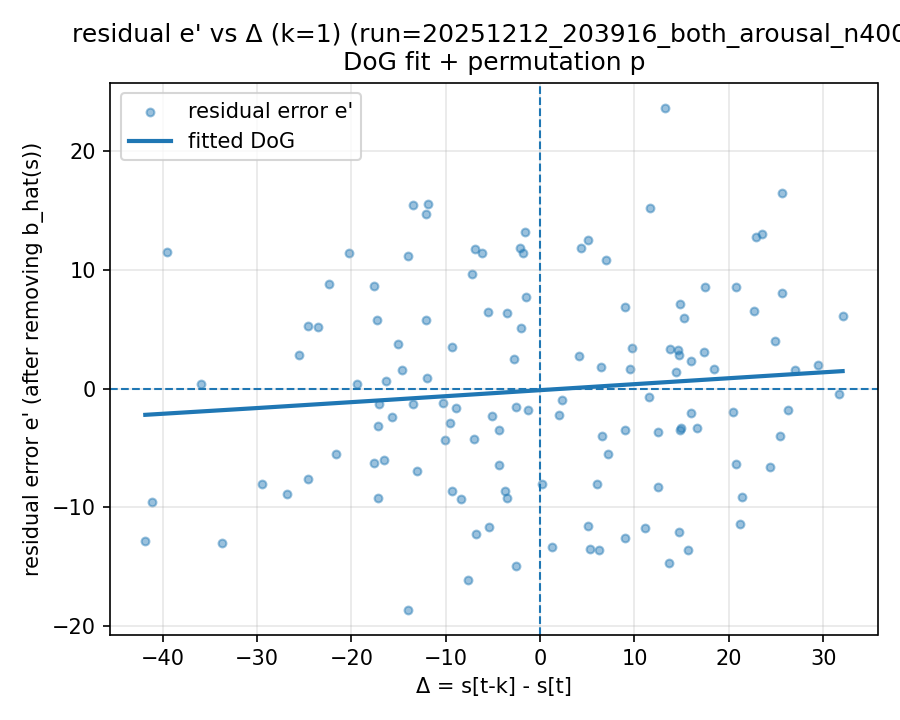 residual e' vs Δ (k=1) (run=20251212_203916_both_arousal_n400
DoG fit + permutation p
residual error e'
fitted DoG
residual error e' (after removing b_hat(s))
20
10
0
−10
−20
−40
−30
−20
−10
0
10
20
30
Δ = s[t-k] - s[t]